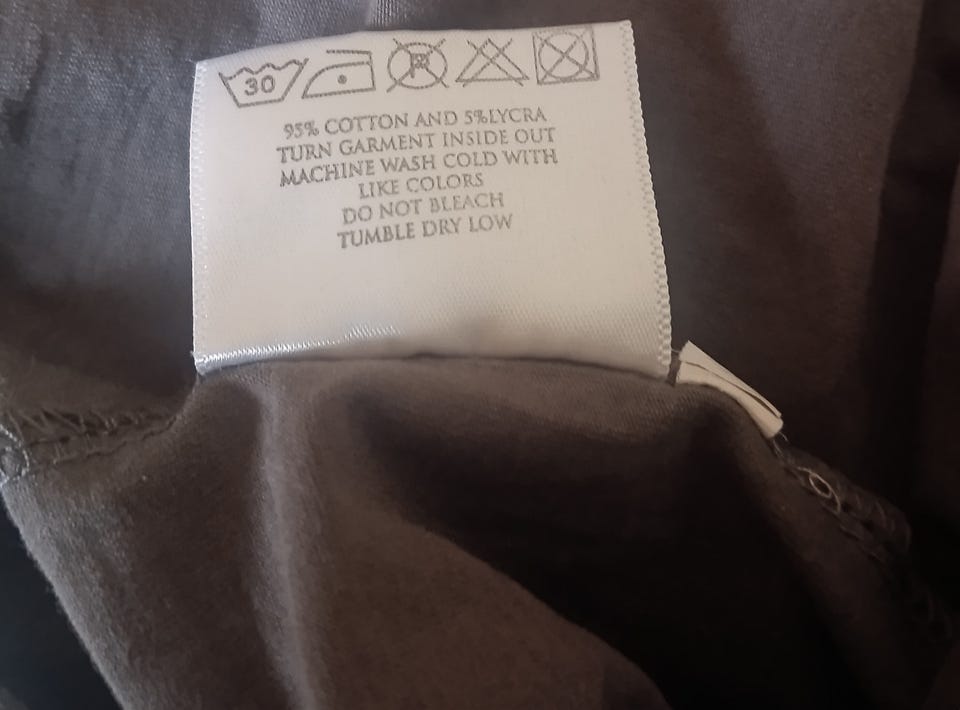 30 P
95% COTTON AND 5%LYCRA
TURN GARMENT INSIDE OUT
MACHINE WASH COLD WITH
LIKE COLORS
DO NOT BLEACH
TUMBLE DRY LOW